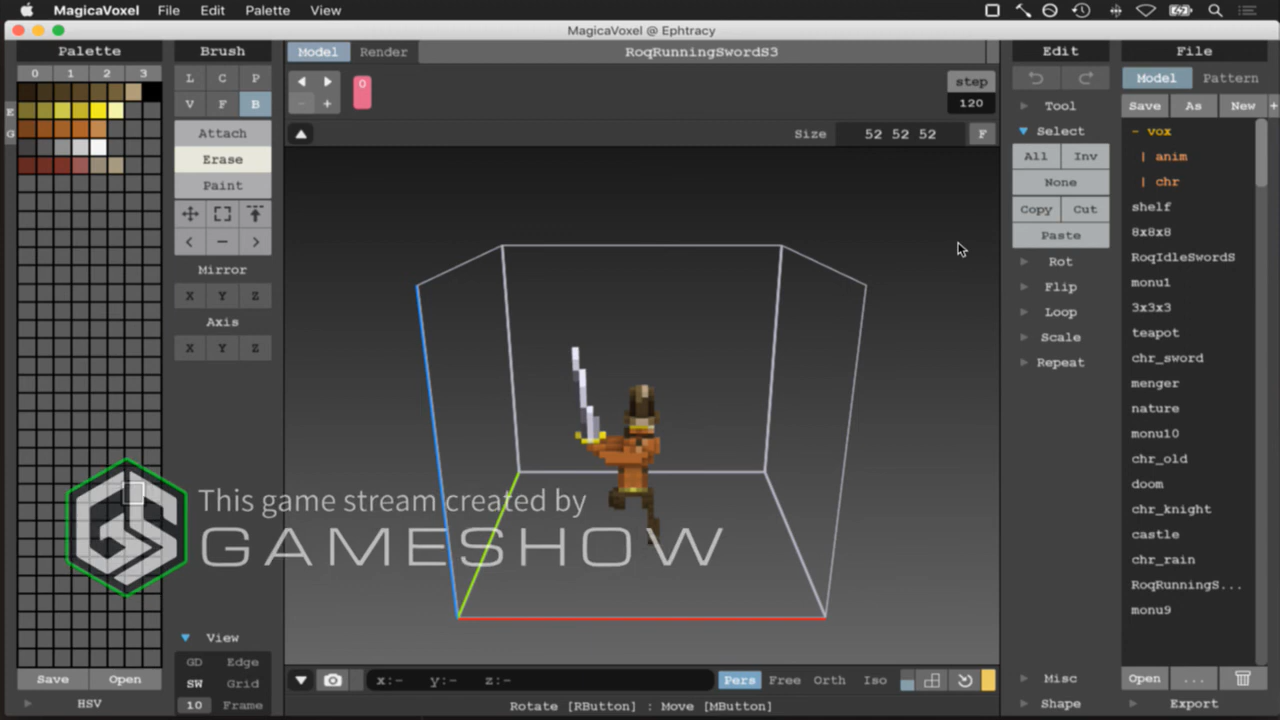 MagicaVoxel File Edit Palette View
MagicaVoxel @ Ephtracy
Palette Brush Model Render RoqRunningSwordS3 Edit File
0 1 2 3
L C P
V F B
Attach
Erase
Paint
< - >
Mirror
X Y Z
Axis
X Y Z
E
G
0
- +
step
120
Size 52 52 52 F
Tool
Select
All Inv
None
Copy Cut
Paste
Rot
Flip
Loop
Scale
Repeat
Misc
Shape
Model Pattern
Save As New +
- vox
| anim
| chr
shelf
8x8x8
RoqIdleSwordS
monu1
3x3x3
teapot
chr_sword
menger
nature
monu10
chr_old
doom
chr_knight
castle
chr_rain
RoqRunningS...
monu9
Open ...
Export
This game stream created by
GAMESHOW
View
GD Edge
SW Grid
10 Frame
Save Open
HSV
x:- y:- z:-
Pers Free Orth Iso
Rotate [RButton] : Move [MButton]